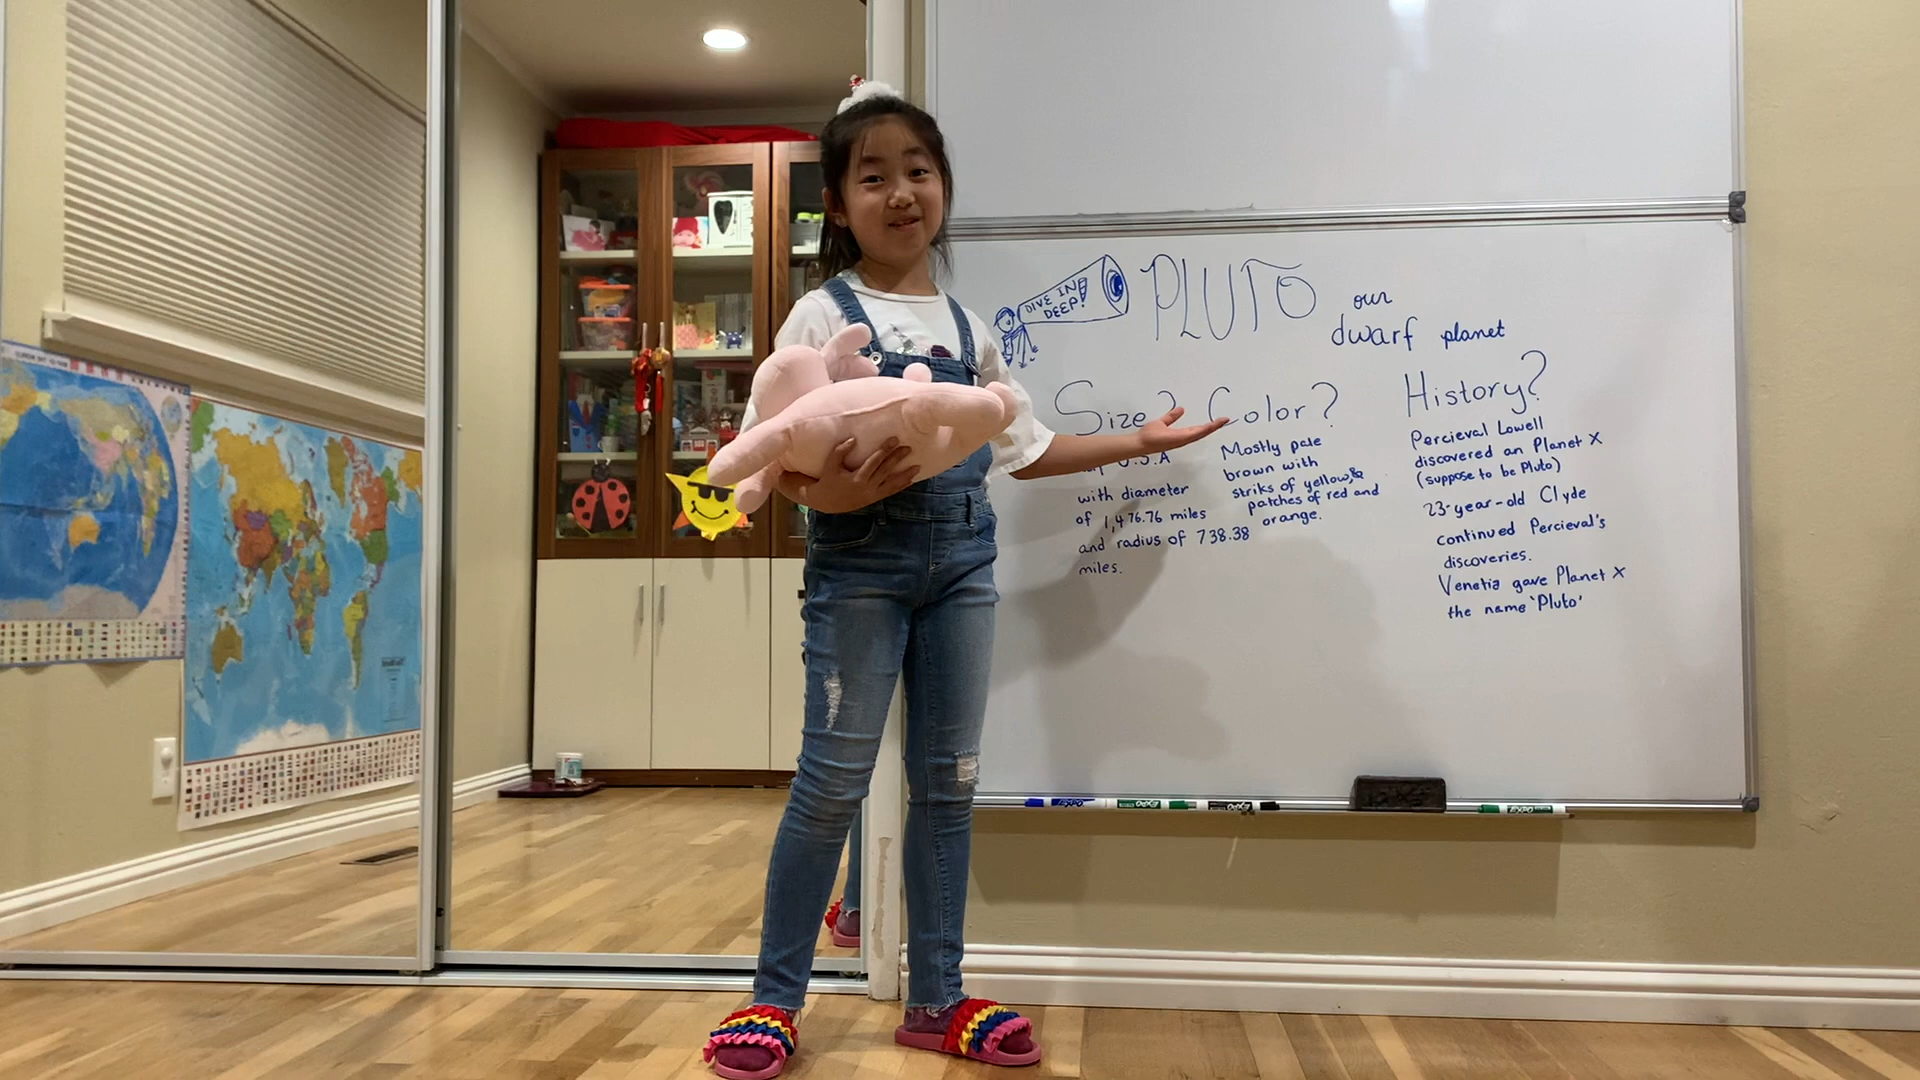 DIVE IN
DEEP!
PLUTO
our
dwarf planet
Size?
U.S.A
with diameter
of 1,476.76 miles
and radius of 738.38
miles.
Color?
Mostly pale
brown with
striks of yellow,&
patches of red and
orange.
History?
Percieval Lowell
discovered an Planet X
(suppose to be Pluto)
23-year-old Clyde
continued Percieval's
discoveries.
Venetia gave Planet X
the name 'Pluto'
EXPO
EXPO
EXPO
EXPO